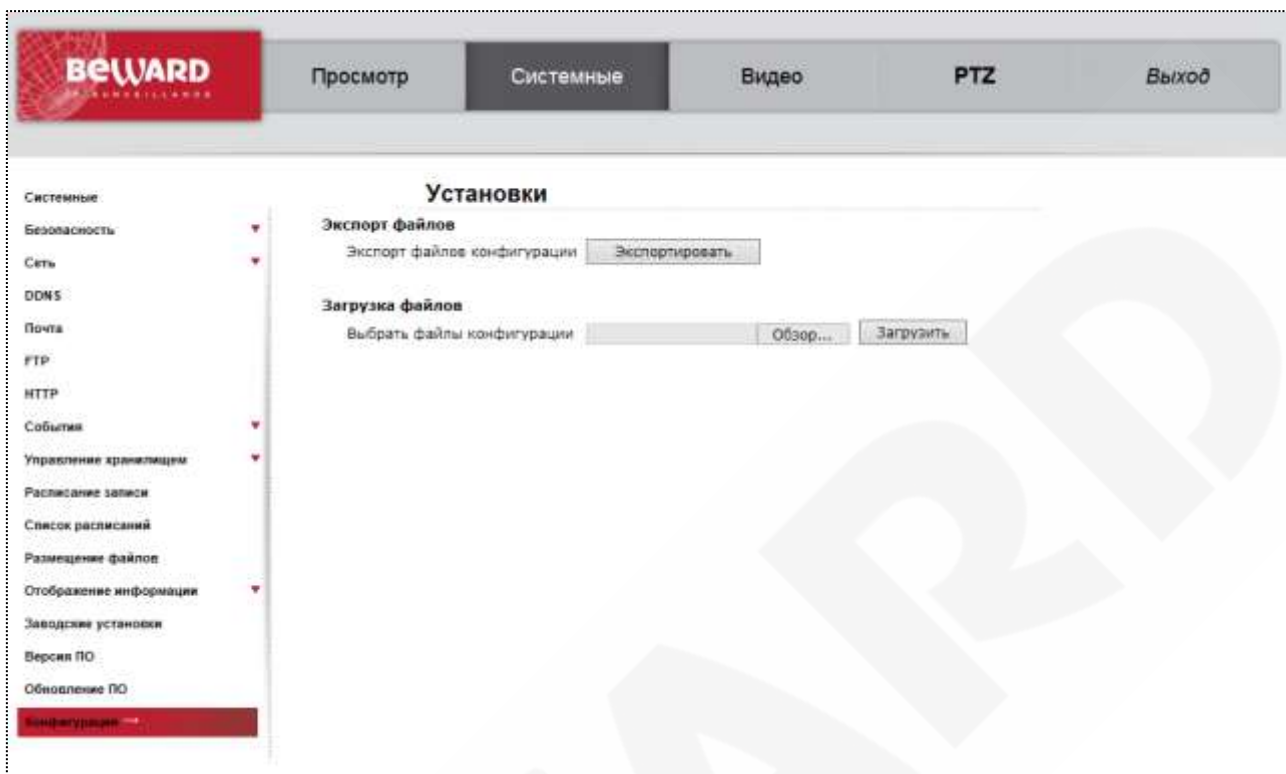 BEWARD
Просмотр
Системные
Видео
PTZ
Выход
Системные
Безопасность
Сеть
DDNS
Почта
FTP
HTTP
События
Управление хранилищем
Расписание записи
Список расписаний
Размещение файлов
Отображение информации
Заводские установки
Версия ПО
Обновление ПО
Конфигурация
Установки
Экспорт файлов
Экспорт файлов конфигурации Экспортировать
Загрузка файлов
Выбрать файлы конфигурации Обзор... Загрузить